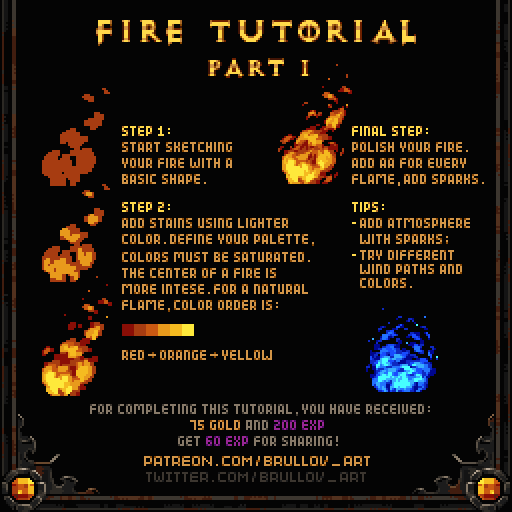 FIRE TUTORIAL
PART I
STEP 1:
START SKETCHING
YOUR FIRE WITH A
BASIC SHAPE.
STEP 2:
ADD STAINS USING LIGHTER
COLOR. DEFINE YOUR PALETTE,
COLORS MUST BE SATURATED.
THE CENTER OF A FIRE IS
MORE INTESE. FOR A NATURAL
FLAME, COLOR ORDER IS:
RED→ORANGE→YELLOW
FINAL STEP:
POLISH YOUR FIRE.
ADD AA FOR EVERY
FLAME, ADD SPARKS.
TIPS:
-ADD ATMOSPHERE
WITH SPARKS;
-TRY DIFFERENT
WIND PATHS AND
COLORS.
FOR COMPLETING THIS TUTORIAL, YOU HAVE RECEIVED:
75 GOLD AND 200 EXP
GET 60 EXP FOR SHARING!
PATREON.COM/BRULLOV_ART
TWITTER.COM/BRULLOV_ART